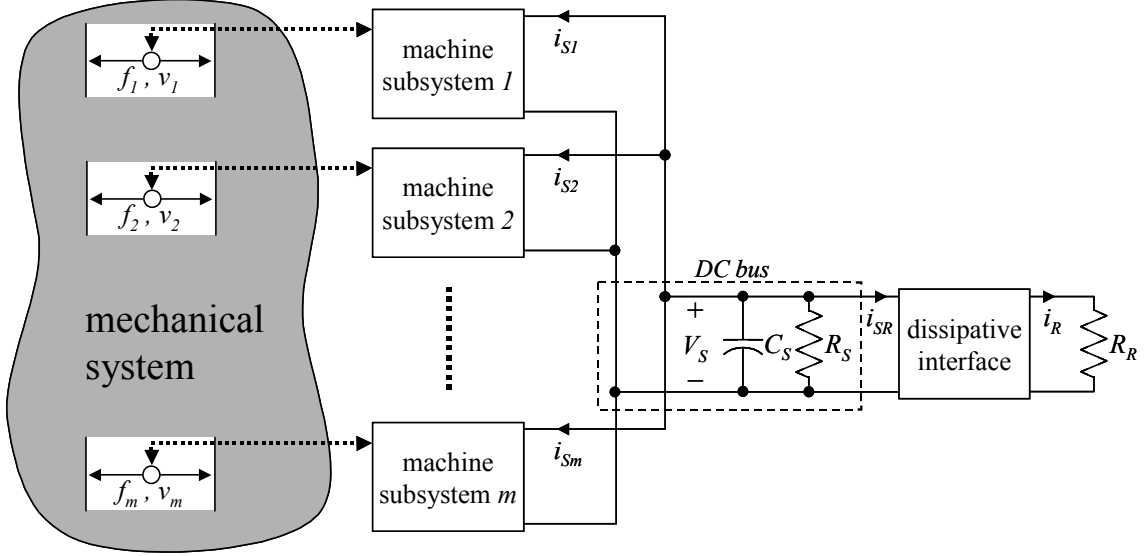 f1 , v1
machine
subsystem 1
iS1
f2 , v2
machine
subsystem 2
iS2
mechanical
system
DC bus
+
VS
−
CS
RS
iSR
dissipative
interface
iR
RR
fm , vm
machine
subsystem m
iSm